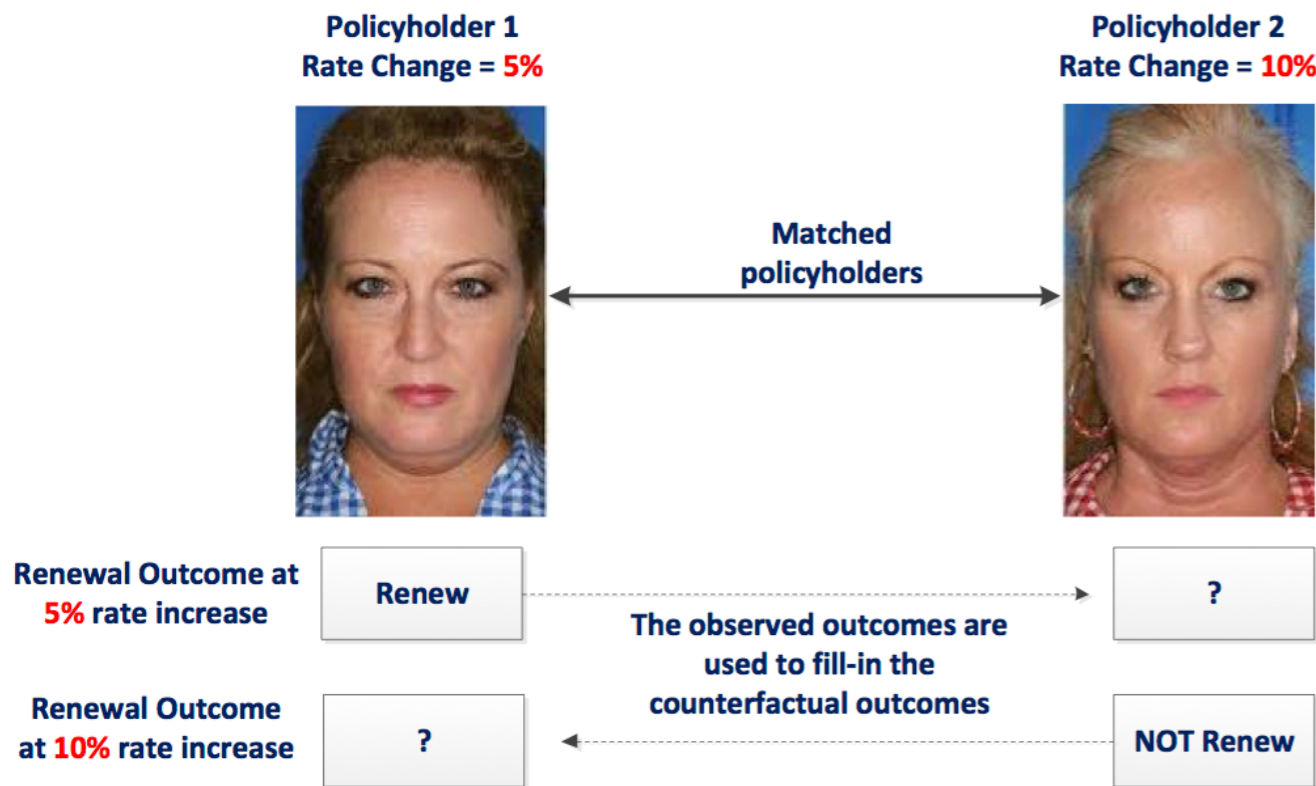 Policyholder 1
Rate Change = 5%
Policyholder 2
Rate Change = 10%
Matched
policyholders
Renewal Outcome at
5% rate increase
Renew
?
The observed outcomes are
used to fill-in the
counterfactual outcomes
Renewal Outcome
at 10% rate increase
?
NOT Renew